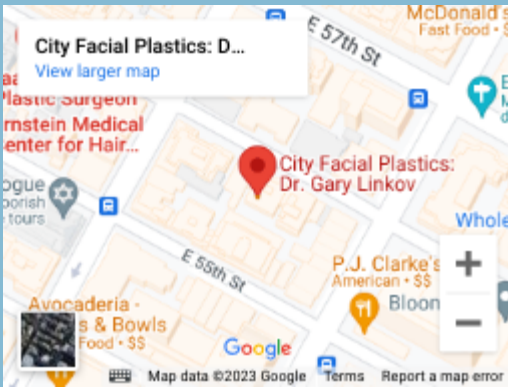 City Facial Plastics: D...
View larger map
McDonald's
Fast Food • $
E 57th St
Plastic Surgeon
rnstein Medical
enter for Hair...
City Facial Plastics:
Dr. Gary Linkov
ogue
oorish
e tours
Whole
E 55th St
P.J. Clarke's
American • $$
Bloon
Avocaderia -
s & Bowls
Food • $$
Google
Map data ©2023 Google
Terms
Report a map error